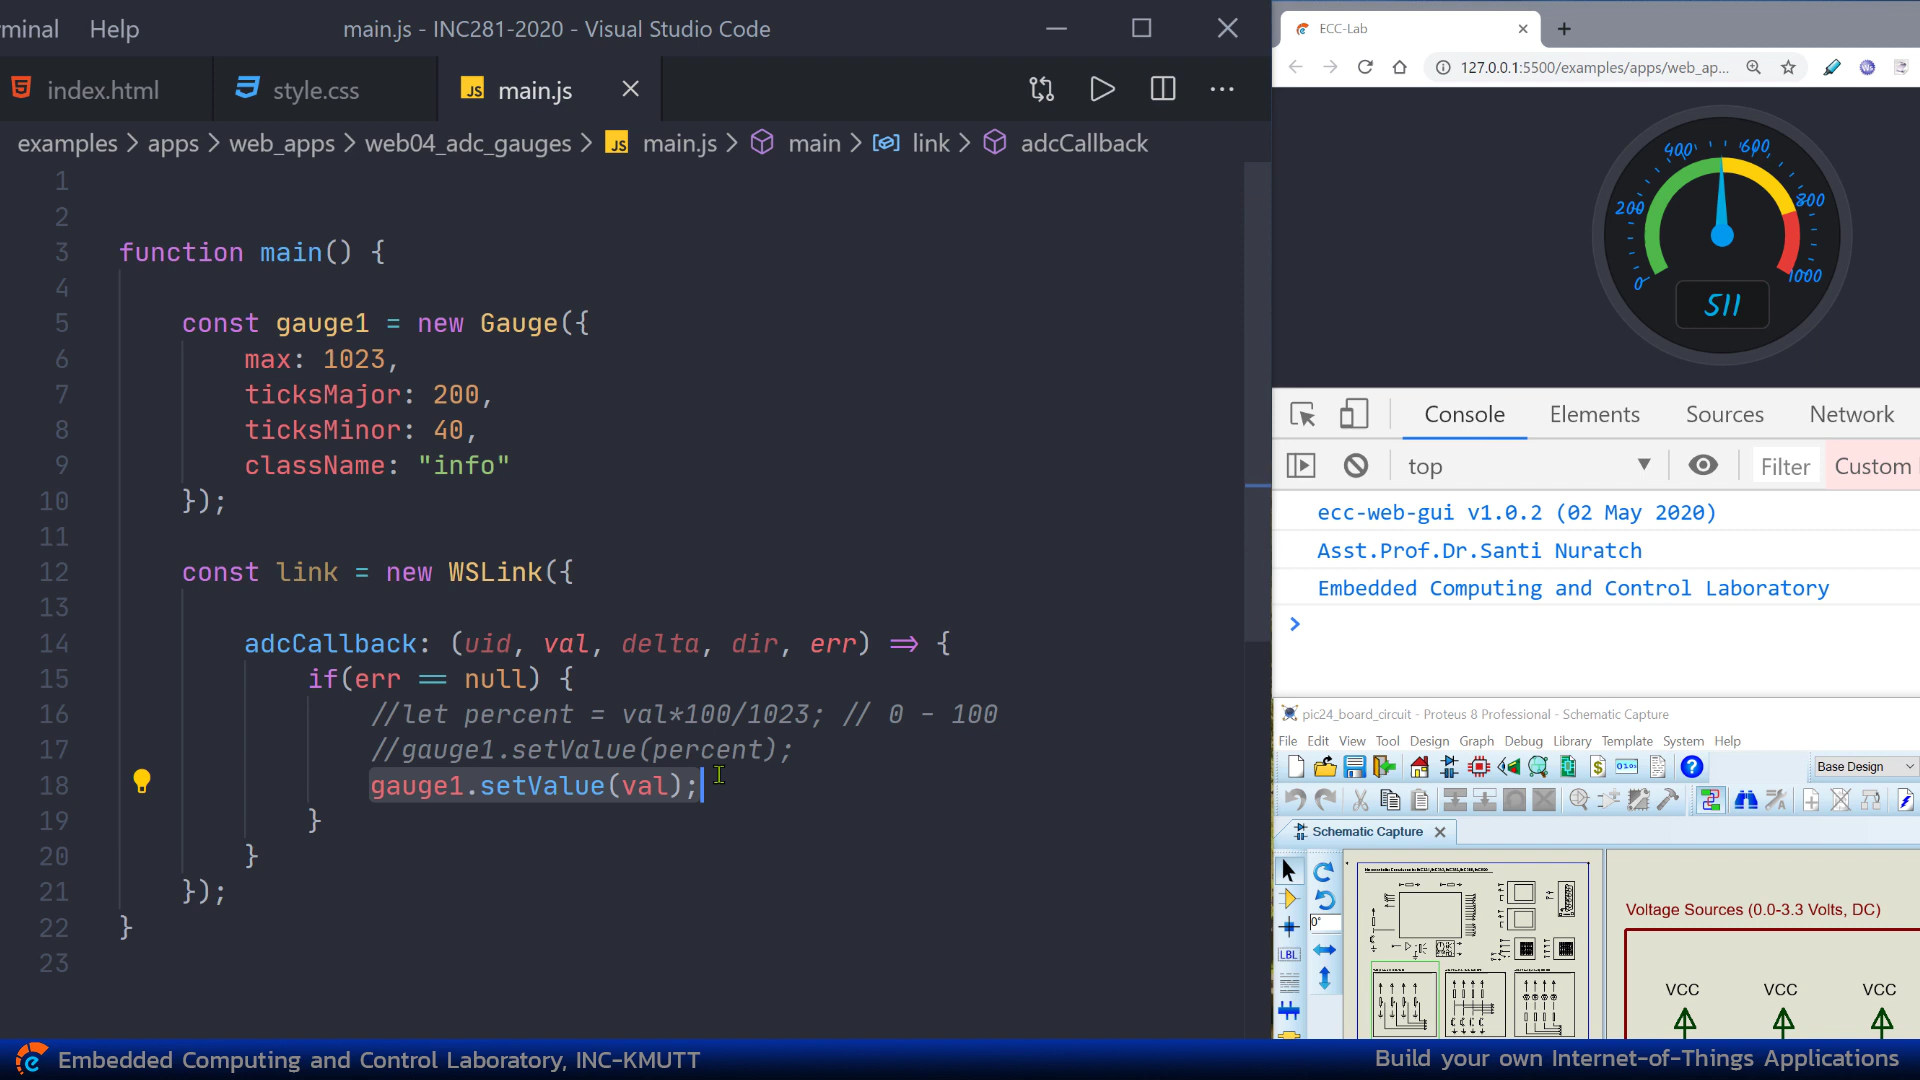 rminal Help main.js - INC281-2020 - Visual Studio Code
index.html style.css JS main.js
examples > apps > web_apps > web04_adc_gauges > JS main.js > main > link > adcCallback
1
2
3 function main() {
4
5 const gauge1 = new Gauge({
6 max: 1023,
7 ticksMajor: 200,
8 ticksMinor: 40,
9 className: "info"
10 });
11
12 const link = new WSLink({
13
14 adcCallback: (uid, val, delta, dir, err) => {
15 if(err == null) {
16 //let percent = val*100/1023; // 0 - 100
17 //gauge1.setValue(percent);
18 gauge1.setValue(val);
19 }
20 }
21 });
22 }
23
ECC-Lab
127.0.0.1:5500/examples/apps/web_ap...
0 200 400 600 800 1000
511
Console Elements Sources Network
top Filter Custom
ecc-web-gui v1.0.2 (02 May 2020)
Asst.Prof.Dr.Santi Nuratch
Embedded Computing and Control Laboratory
>
pic24_board_circuit - Proteus 8 Professional - Schematic Capture
File Edit View Tool Design Graph Debug Library Template System Help
Base Design
Schematic Capture
0°
LBL
Voltage Sources (0.0-3.3 Volts, DC)
VCC VCC VCC
Embedded Computing and Control Laboratory, INC-KMUTT
Build your own Internet-of-Things Applications